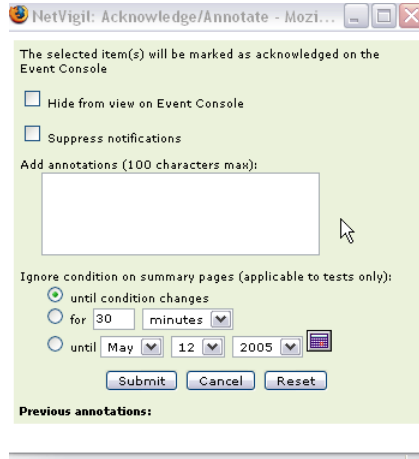 NetVigil: Acknowledge/Annotate - Mozi...
The selected item(s) will be marked as acknowledged on the
Event Console
Hide from view on Event Console
Suppress notifications
Add annotations (100 characters max):
Ignore condition on summary pages (applicable to tests only):
until condition changes
for 30 minutes
until May 12 2005
Submit Cancel Reset
Previous annotations: